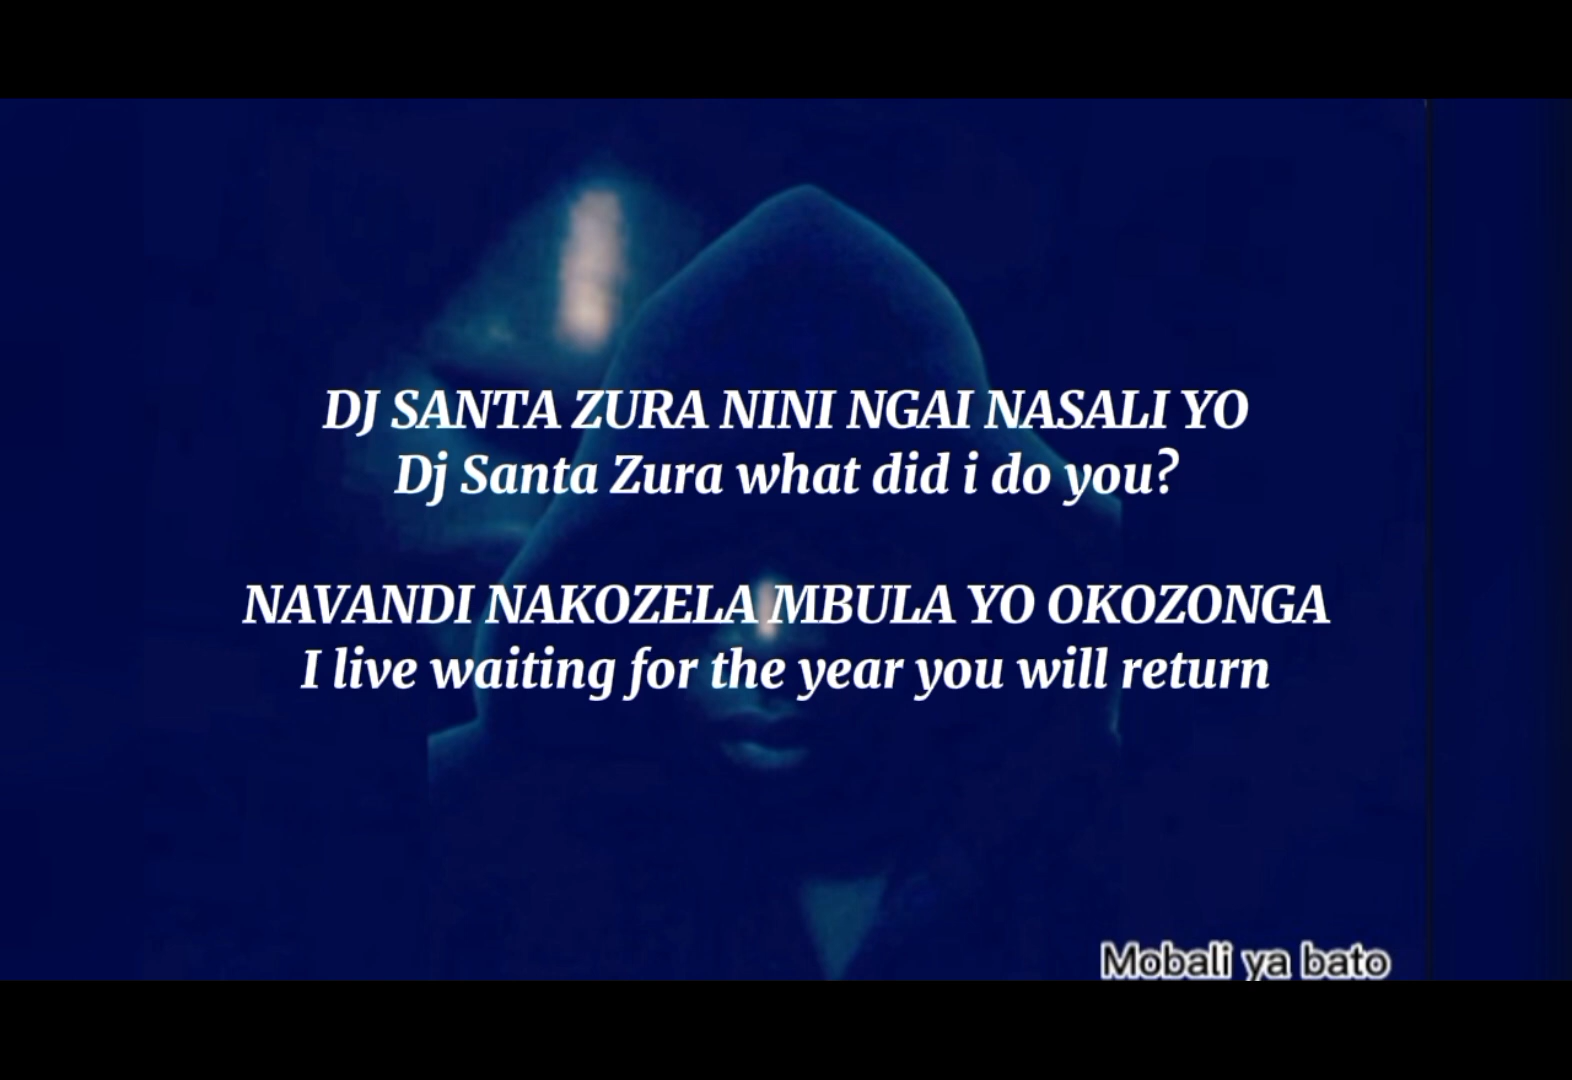 DJ SANTA ZURA NINI NGAI NASALI YO
Dj Santa Zura what did i do you?
NAVANDI NAKOZELA MBULA YO OKOZONGA
I live waiting for the year you will return
Mobali ya bato